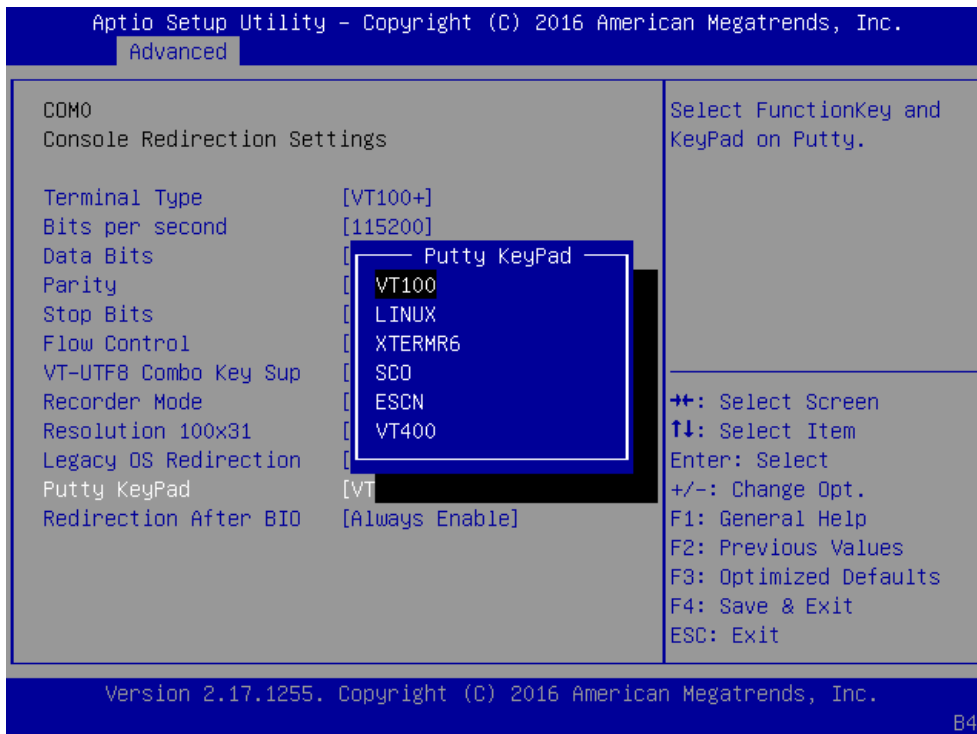 Aptio Setup Utility – Copyright (C) 2016 American Megatrends, Inc.
Advanced
COM0
Console Redirection Settings
Terminal Type [VT100+]
Bits per second [115200]
Data Bits [
Parity [
Stop Bits [
Flow Control [
VT-UTF8 Combo Key Sup [
Recorder Mode [
Resolution 100x31 [
Legacy OS Redirection [
Putty KeyPad [VT
Redirection After BIO [Always Enable]
Putty KeyPad
VT100
LINUX
XTERMR6
SCO
ESCN
VT400
Select FunctionKey and
KeyPad on Putty.
→←: Select Screen
↑↓: Select Item
Enter: Select
+/-: Change Opt.
F1: General Help
F2: Previous Values
F3: Optimized Defaults
F4: Save & Exit
ESC: Exit
Version 2.17.1255. Copyright (C) 2016 American Megatrends, Inc.
B4